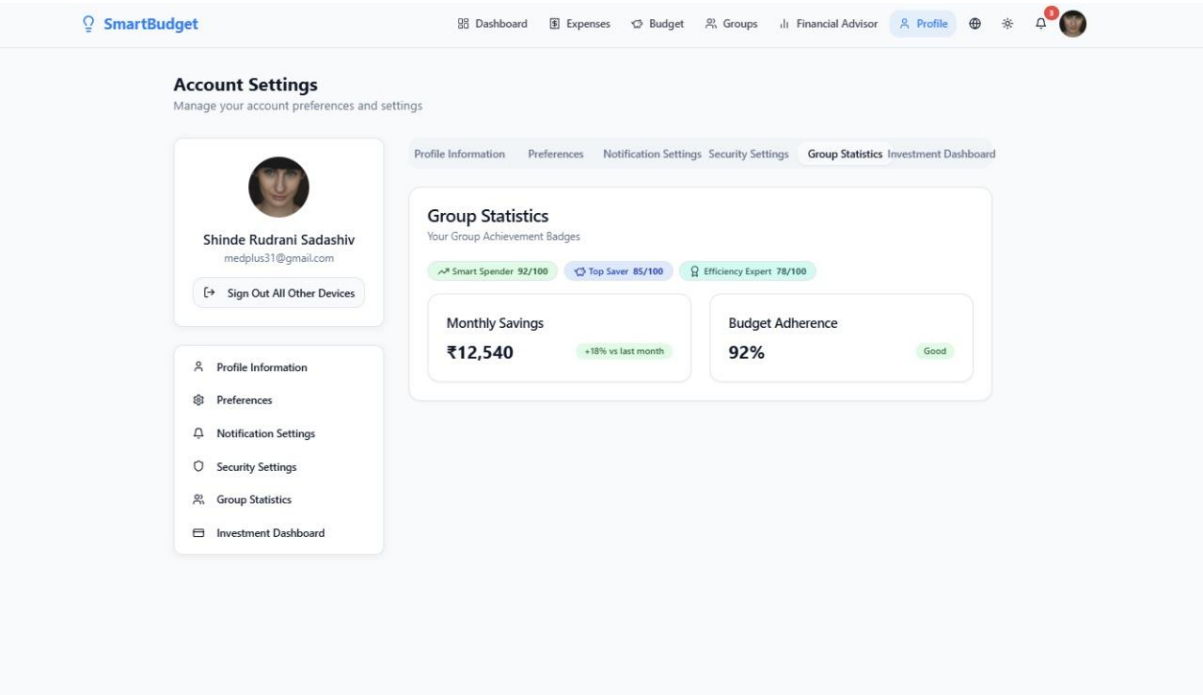 SmartBudget
Dashboard Expenses Budget Groups Financial Advisor Profile
Account Settings
Manage your account preferences and settings
Shinde Rudrani Sadashiv
medplus31@gmail.com
Sign Out All Other Devices
Profile Information
Preferences
Notification Settings
Security Settings
Group Statistics
Investment Dashboard
Profile Information Preferences Notification Settings Security Settings Group Statistics Investment Dashboard
Group Statistics
Your Group Achievement Badges
Smart Spender 92/100 Top Saver 85/100 Efficiency Expert 78/100
Monthly Savings
₹12,540 +18% vs last month
Budget Adherence
92% Good